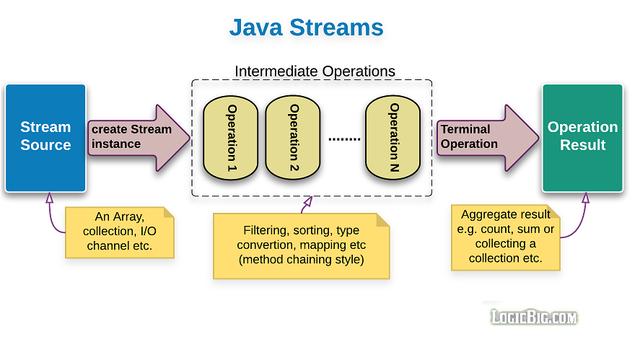 Java Streams
Intermediate Operations
Stream
Source
create Stream
instance
Operation 1
Operation 2
........
Operation N
Terminal
Operation
Operation
Result
An Array,
collection, I/O
channel etc.
Filtering, sorting, type
convertion, mapping etc
(method chaining style)
Aggregate result
e.g. count, sum or
collecting a
collection etc.
LogicBig.com